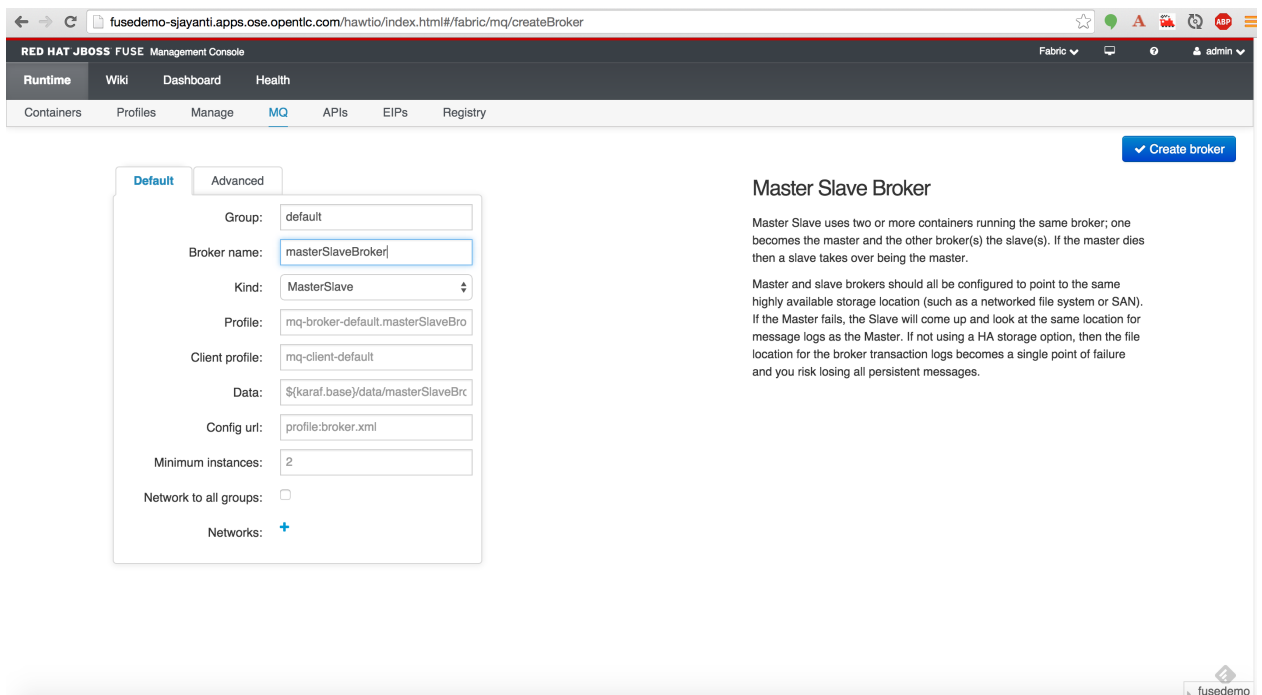 fusedemo-sjayanti.apps.ose.opentlc.com/hawtio/index.html#/fabric/mq/createBroker
A
ABP
RED HAT JBOSS FUSE Management Console
Fabric
admin
Runtime
Wiki
Dashboard
Health
Containers
Profiles
Manage
MQ
APIs
EIPs
Registry
Create broker
Default
Advanced
Group: default
Broker name: masterSlaveBroker
Kind: MasterSlave
Profile: mq-broker-default.masterSlaveBro
Client profile: mq-client-default
Data: ${karaf.base}/data/masterSlaveBrc
Config url: profile:broker.xml
Minimum instances: 2
Network to all groups:
Networks:
Master Slave Broker
Master Slave uses two or more containers running the same broker; one
becomes the master and the other broker(s) the slave(s). If the master dies
then a slave takes over being the master.
Master and slave brokers should all be configured to point to the same
highly available storage location (such as a networked file system or SAN).
If the Master fails, the Slave will come up and look at the same location for
message logs as the Master. If not using a HA storage option, then the file
location for the broker transaction logs becomes a single point of failure
and you risk losing all persistent messages.
fusedemo